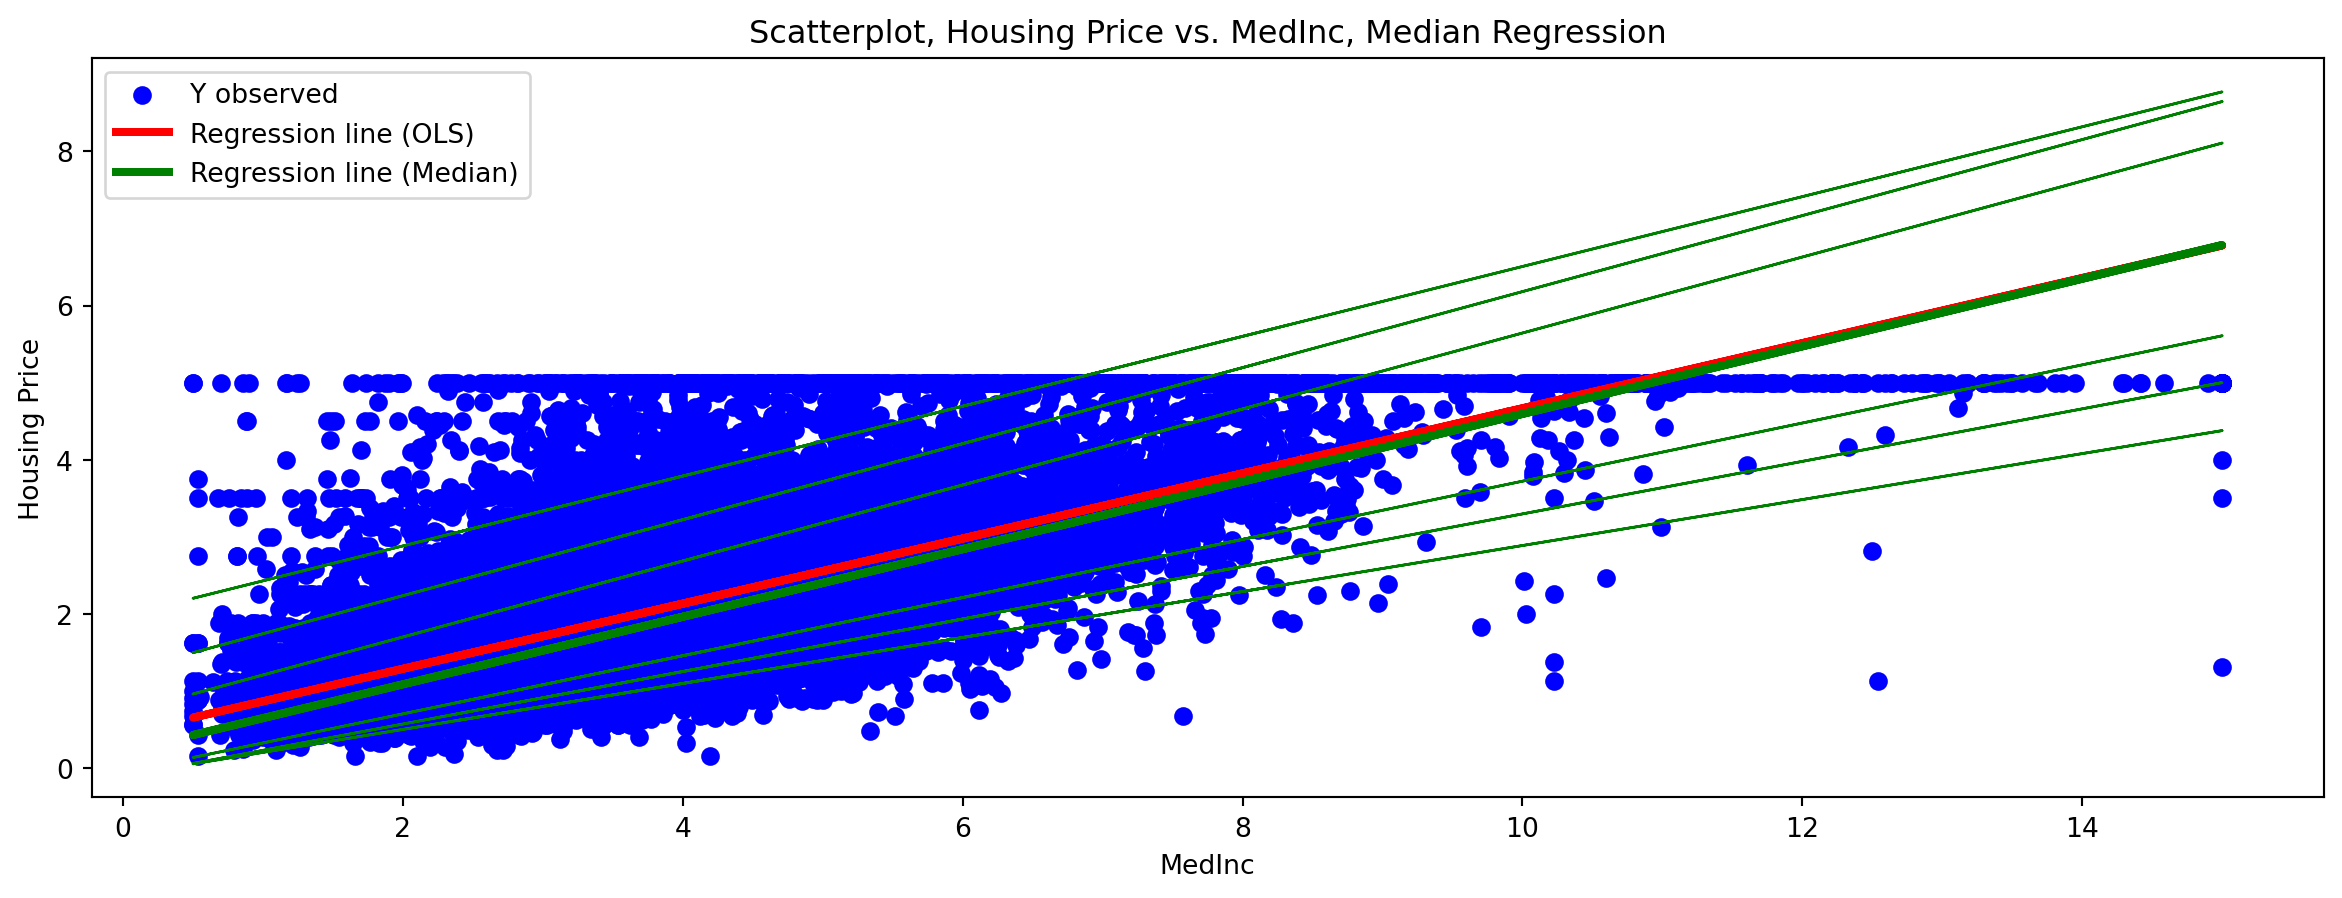 Scatterplot, Housing Price vs. MedInc, Median Regression
Y observed
Regression line (OLS)
Regression line (Median)
Housing Price
8
6
4
2
0
0 2 4 6 8 10 12 14
MedInc